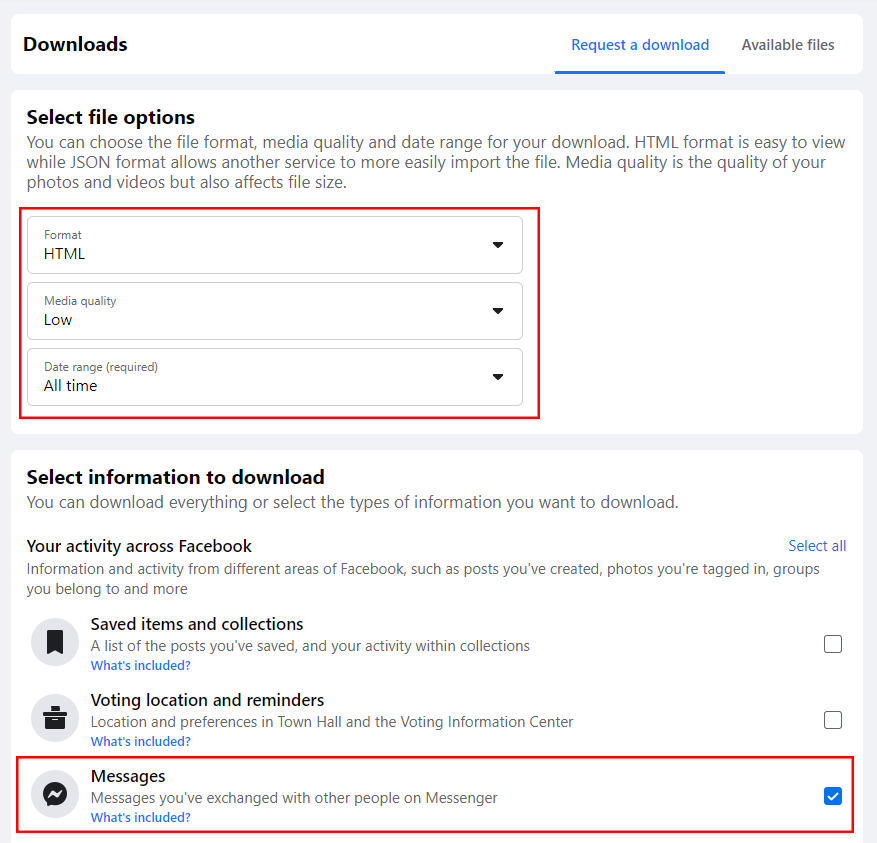 Downloads
Request a download
Available files
Select file options
You can choose the file format, media quality and date range for your download. HTML format is easy to view
while JSON format allows another service to more easily import the file. Media quality is the quality of your
photos and videos but also affects file size.
Format
HTML
Media quality
Low
Date range (required)
All time
Select information to download
You can download everything or select the types of information you want to download.
Your activity across Facebook
Select all
Information and activity from different areas of Facebook, such as posts you've created, photos you're tagged in, groups
you belong to and more
Saved items and collections
A list of the posts you've saved, and your activity within collections
What's included?
Voting location and reminders
Location and preferences in Town Hall and the Voting Information Center
What's included?
Messages
Messages you've exchanged with other people on Messenger
What's included?